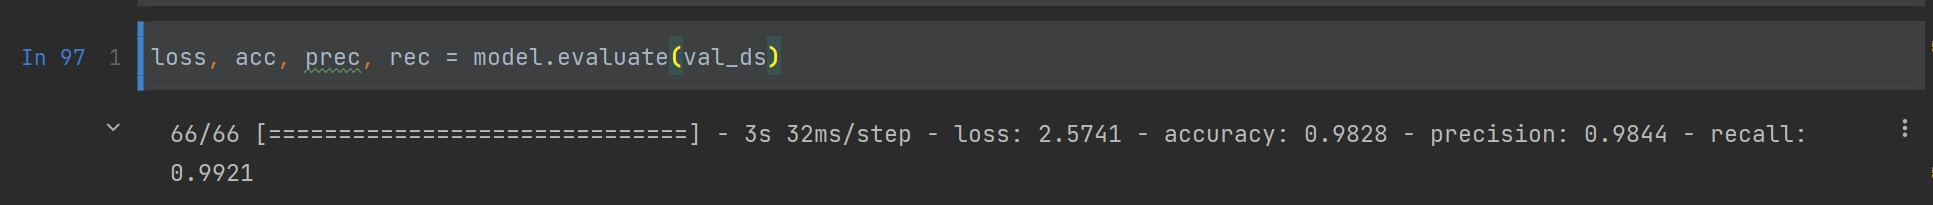 In 97 1 loss, acc, prec, rec = model.evaluate(val_ds)
66/66 [==============================] - 3s 32ms/step - loss: 2.5741 - accuracy: 0.9828 - precision: 0.9844 - recall:
0.9921